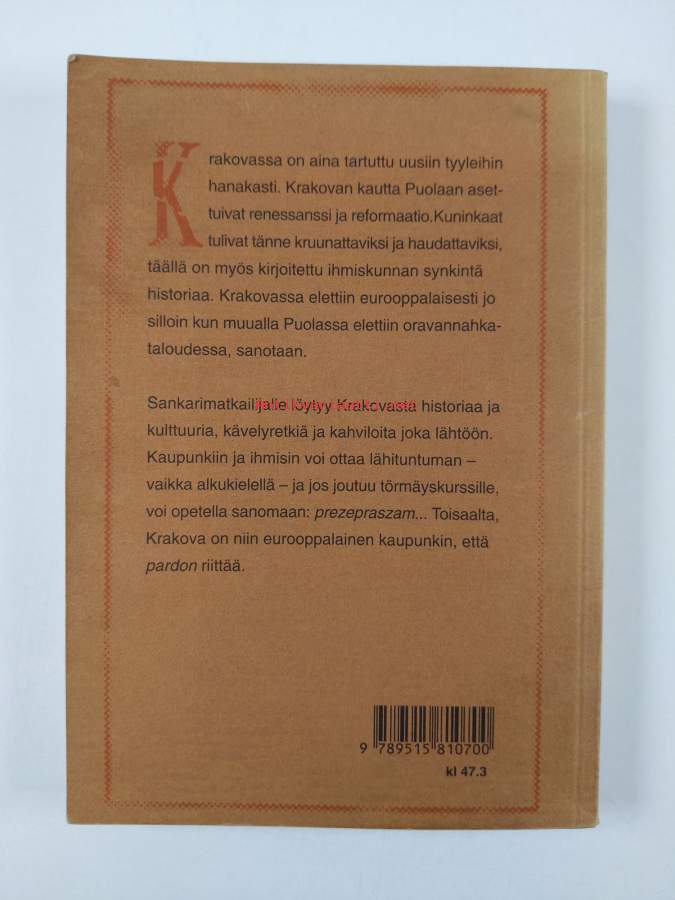 Krakovassa on aina tartuttu uusiin tyyleihin
hanakasti. Krakovan kautta Puolaan aset-
tuivat renessanssi ja reformaatio.Kuninkaat
tulivat tänne kruunattaviksi ja haudattaviksi,
täällä on myös kirjoitettu ihmiskunnan synkintä
historiaa. Krakovassa elettiin eurooppalaisesti jo
silloin kun muualla Puolassa elettiin oravannahka-
taloudessa, sanotaan.
Sankarimatkailijalle löytyy Krakovasta historiaa ja
kulttuuria, kävelyretkiä ja kahviloita joka lähtöön.
Kaupunkiin ja ihmisin voi ottaa lähituntuman –
vaikka alkukielellä – ja jos joutuu törmäyskurssille,
voi opetella sanomaan: prezepraszam... Toisaalta,
Krakova on niin eurooppalainen kaupunkin, että
pardon riittää.
9 789515 810700
kl 47.3